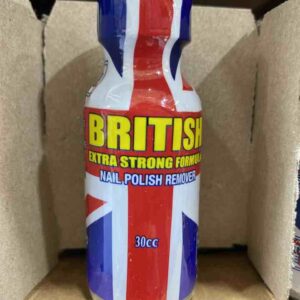 BRITISH
EXTRA STRONG FORMULA
NAIL POLISH REMOVER
30cc